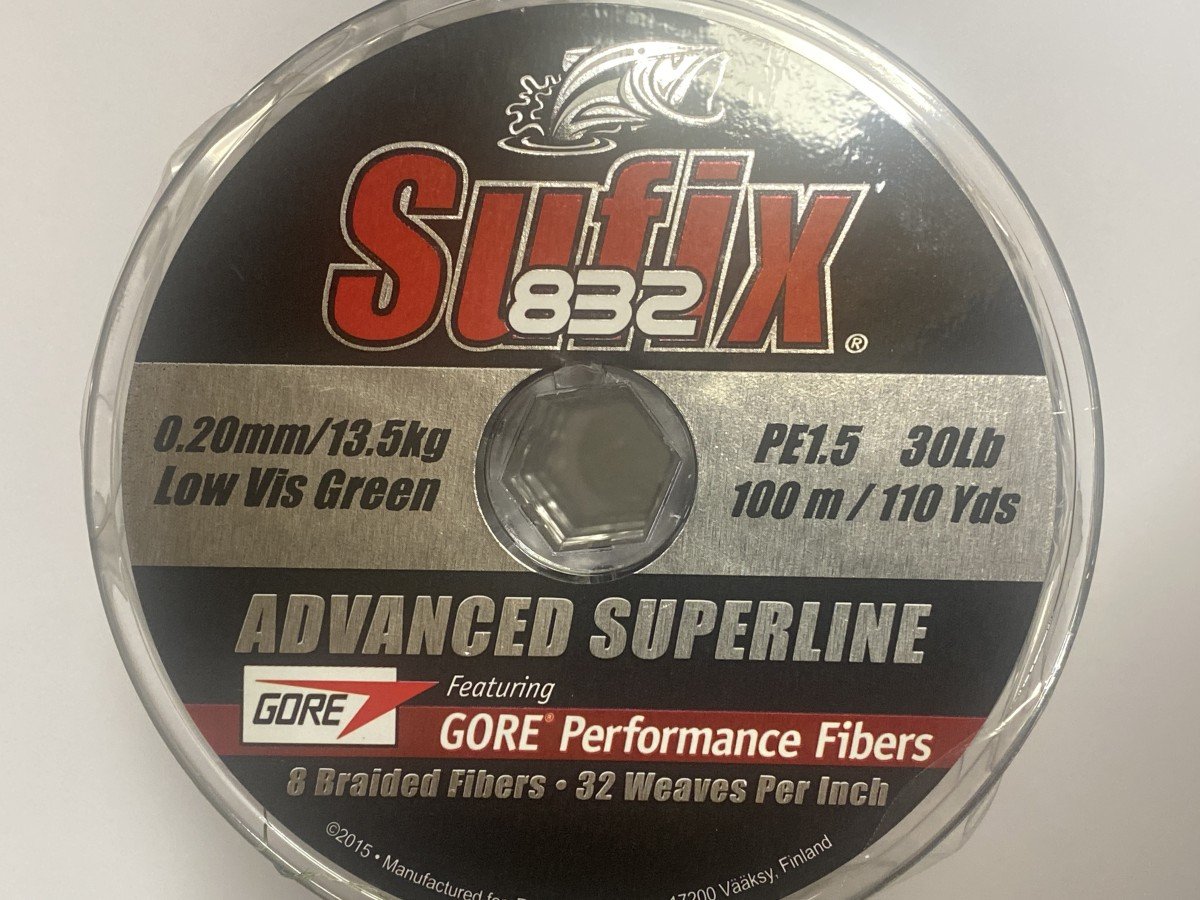 Sufix
832 ®
0.20mm/13.5kg
Low Vis Green
PE1.5 30Lb
100 m / 110 Yds
ADVANCED SUPERLINE
GORE
Featuring
GORE® Performance Fibers
8 Braided Fibers • 32 Weaves Per Inch
©2015 • Manufactured for 17200 Vääksy, Finland